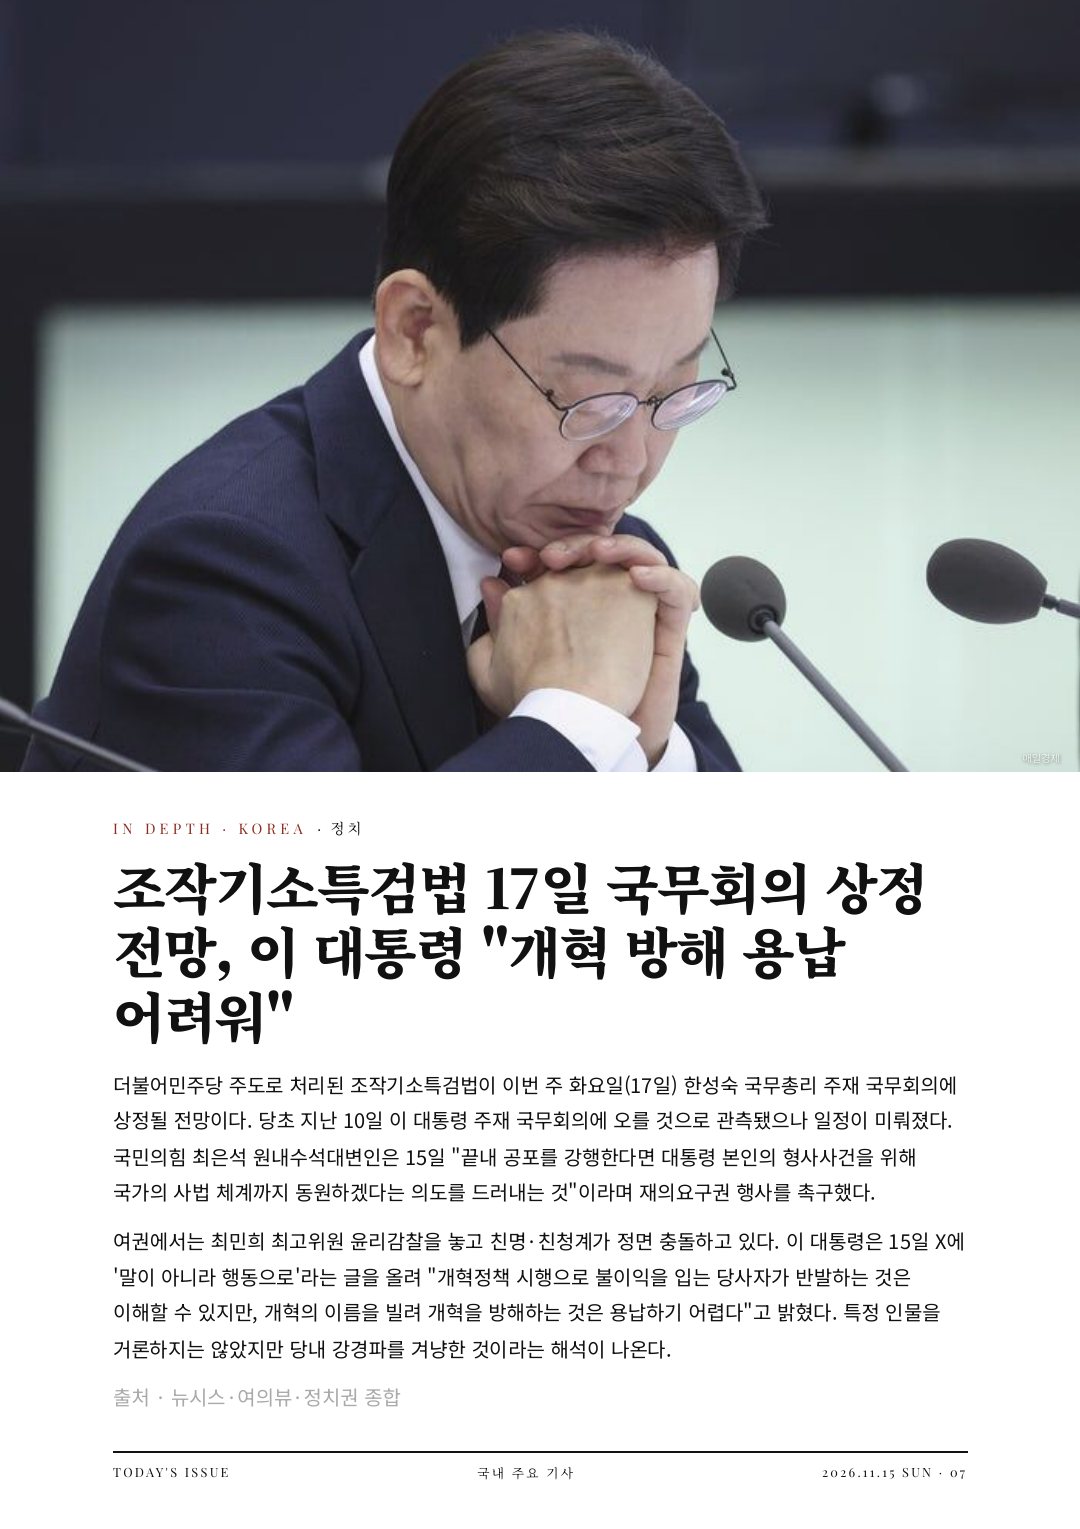 매일경제
IN DEPTH · KOREA · 정치
조작기소특검법 17일 국무회의 상정
전망, 이 대통령 "개혁 방해 용납
어려워"
더불어민주당 주도로 처리된 조작기소특검법이 이번 주 화요일(17일) 한성숙 국무총리 주재 국무회의에
상정될 전망이다. 당초 지난 10일 이 대통령 주재 국무회의에 오를 것으로 관측됐으나 일정이 미뤄졌다.
국민의힘 최은석 원내수석대변인은 15일 "끝내 공포를 강행한다면 대통령 본인의 형사사건을 위해
국가의 사법 체계까지 동원하겠다는 의도를 드러내는 것"이라며 재의요구권 행사를 촉구했다.
여권에서는 최민희 최고위원 윤리감찰을 놓고 친명·친청계가 정면 충돌하고 있다. 이 대통령은 15일 X에
'말이 아니라 행동으로'라는 글을 올려 "개혁정책 시행으로 불이익을 입는 당사자가 반발하는 것은
이해할 수 있지만, 개혁의 이름을 빌려 개혁을 방해하는 것은 용납하기 어렵다"고 밝혔다. 특정 인물을
거론하지는 않았지만 당내 강경파를 겨냥한 것이라는 해석이 나온다.
출처 · 뉴시스·여의뷰·정치권 종합
TODAY'S ISSUE
국내 주요 기사
2026.11.15 SUN · 07